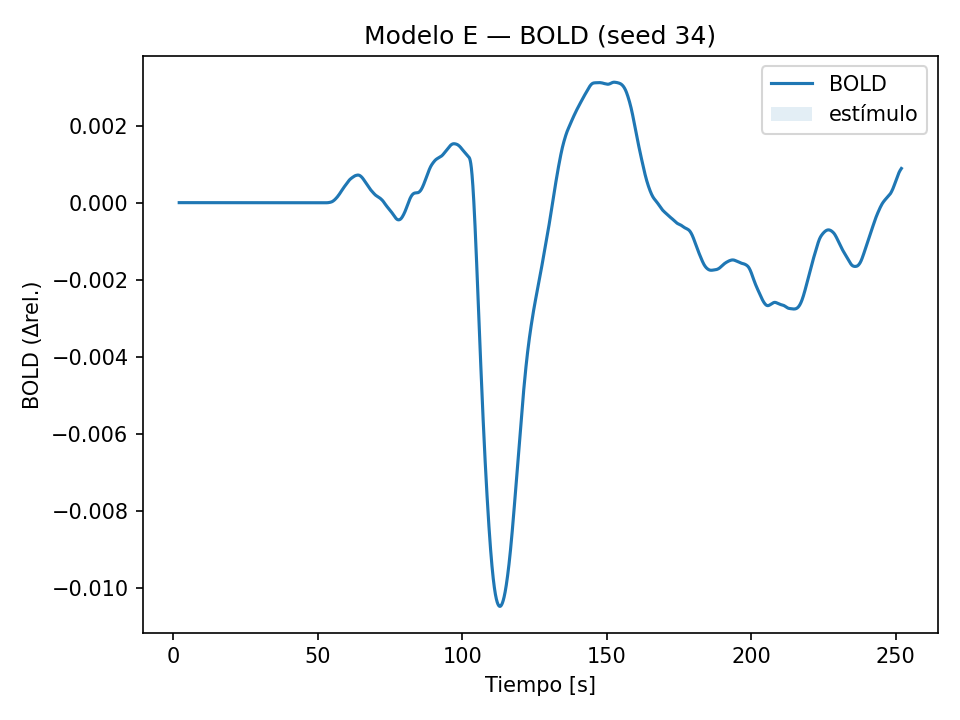 Modelo E — BOLD (seed 34)
BOLD
estímulo
0.002
0.000
−0.002
−0.004
−0.006
−0.008
−0.010
BOLD (Δrel.)
0
50
100
150
200
250
Tiempo [s]